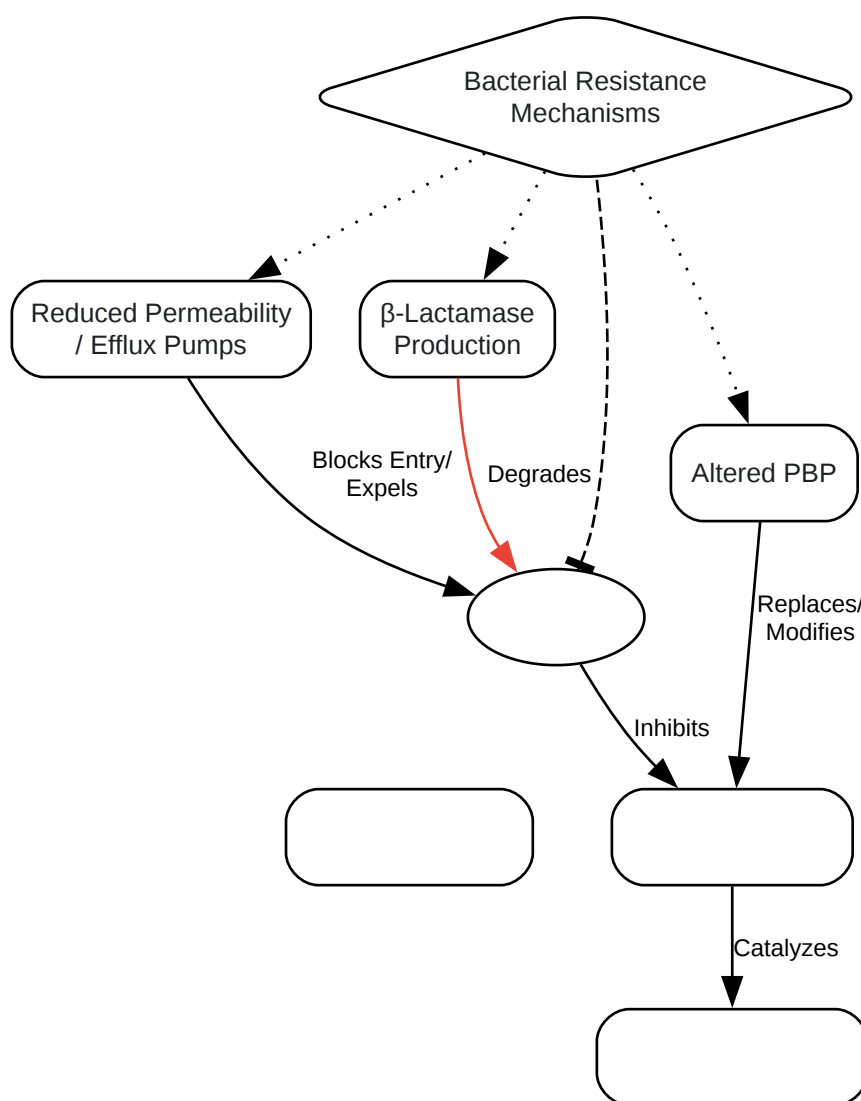 Bacterial Resistance
Mechanisms
Reduced Permeability
/ Efflux Pumps
β-Lactamase
Production
Blocks Entry/
Expels
Degrades
Altered PBP
Replaces/
Modifies
Inhibits
Catalyzes